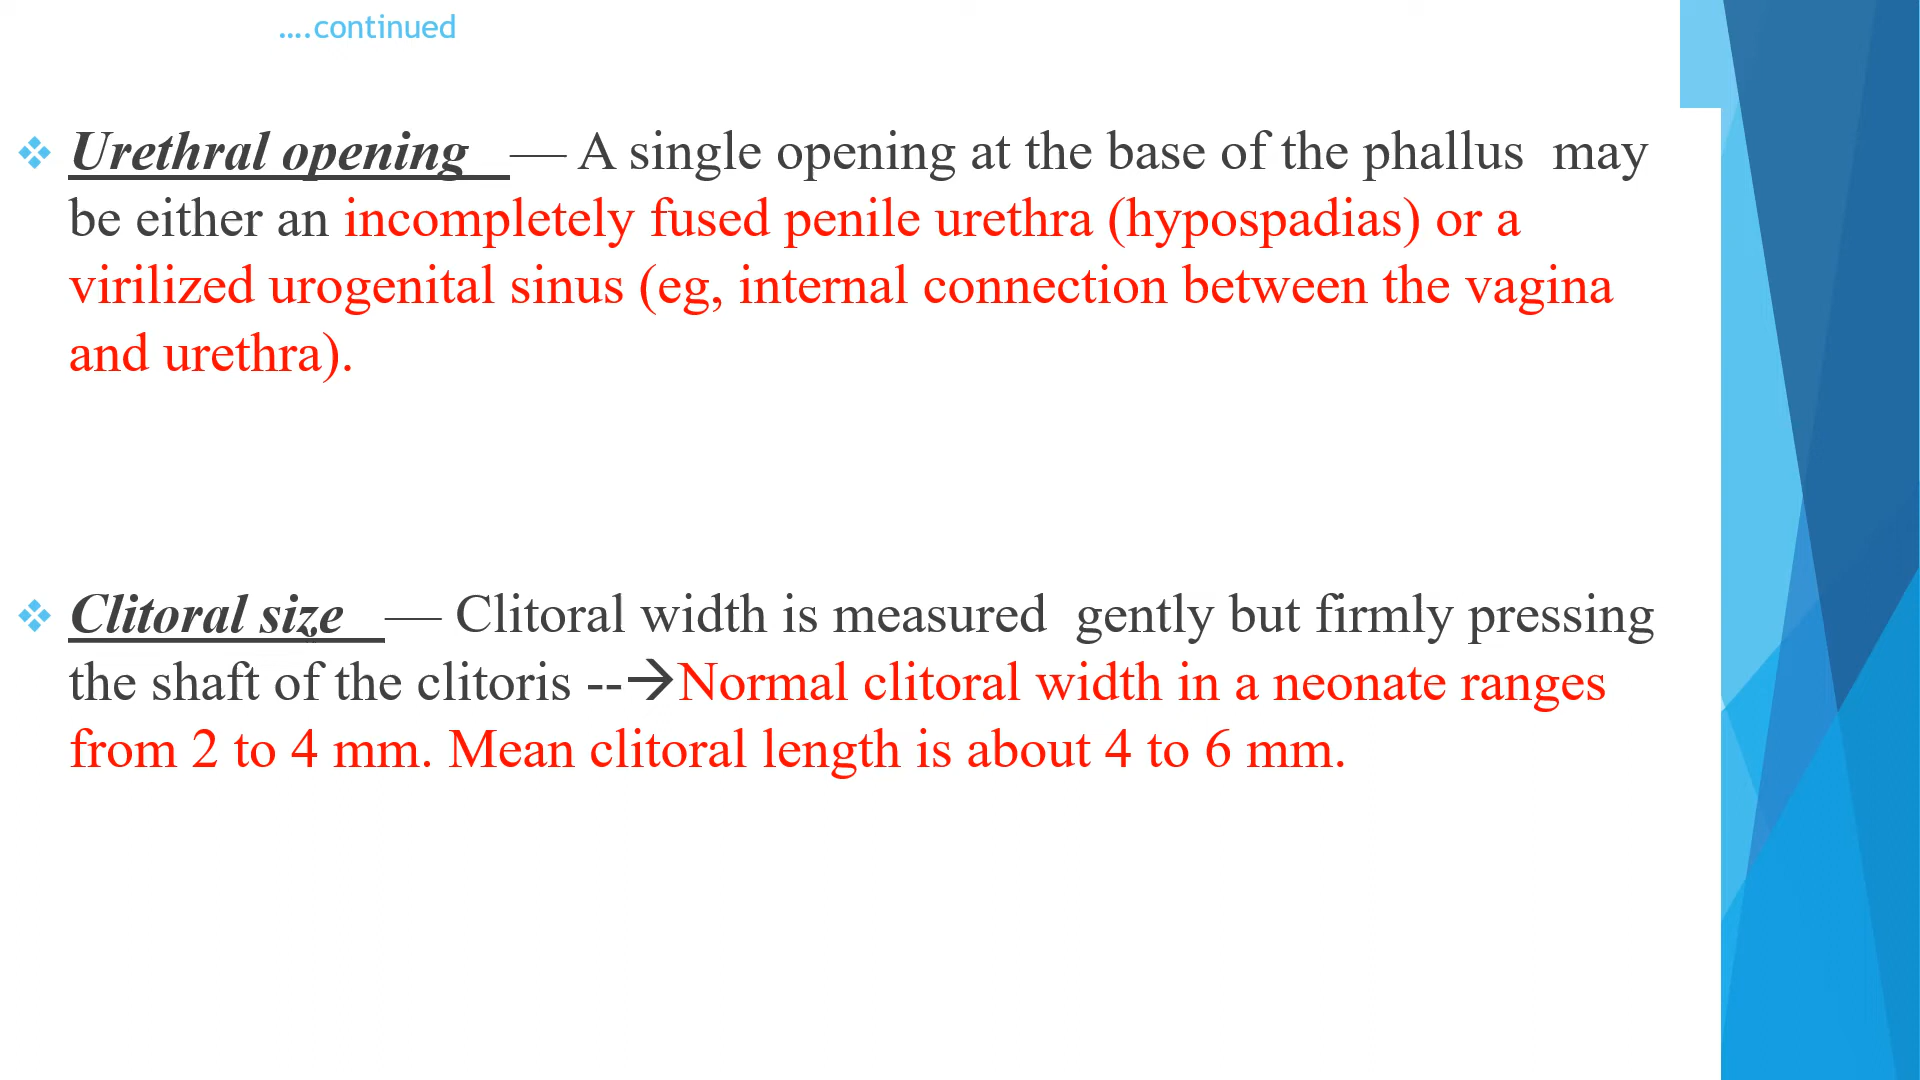 ….continued
❖ Urethral opening — A single opening at the base of the phallus may
be either an incompletely fused penile urethra (hypospadias) or a
virilized urogenital sinus (eg, internal connection between the vagina
and urethra).
❖ Clitoral size — Clitoral width is measured gently but firmly pressing
the shaft of the clitoris --→Normal clitoral width in a neonate ranges
from 2 to 4 mm. Mean clitoral length is about 4 to 6 mm.